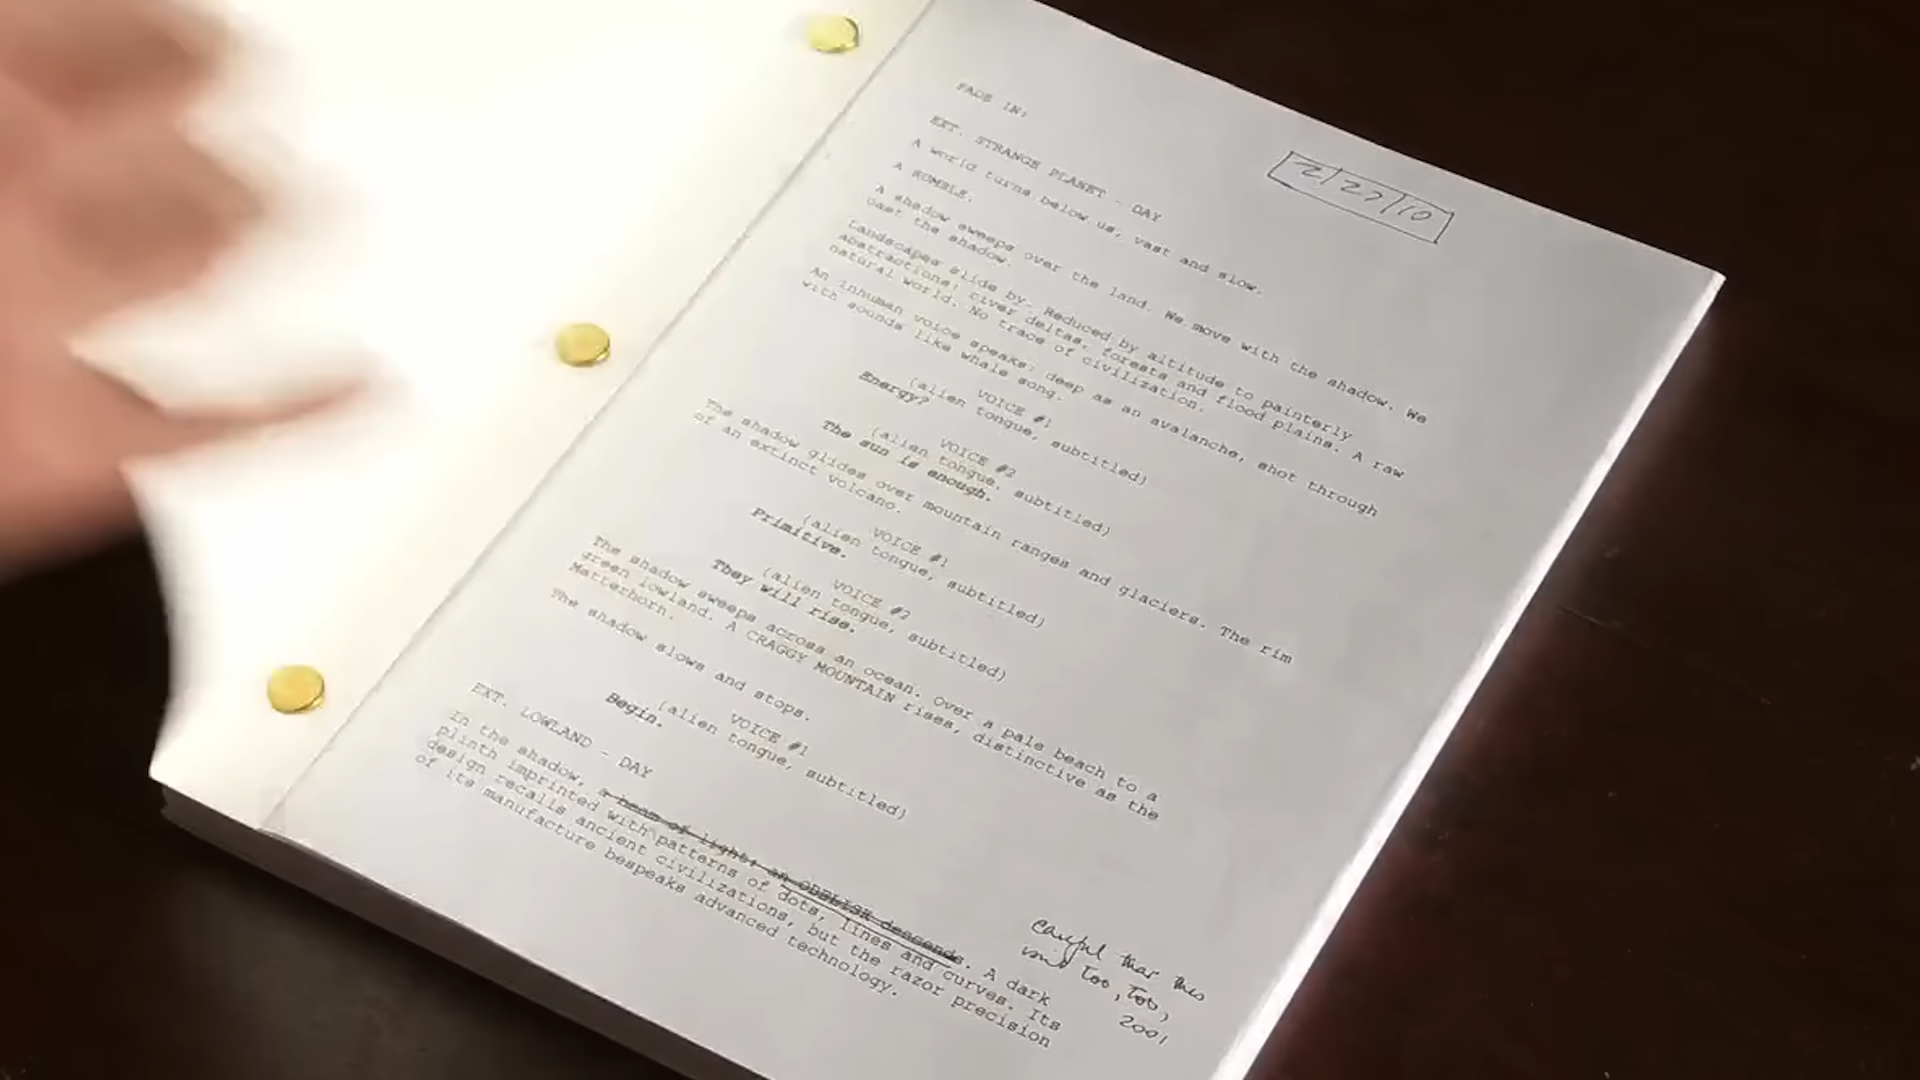 FADE IN:
2/27/10
EXT. STRANGE PLANET - DAY
A world turns below us, vast and slow.
A RUMBLE.
A shadow sweeps over the land. We move with the shadow. We
cast the shadow.
Landscapes slide by. Reduced by altitude to painterly
abstractions: river deltas, forests and flood plains. A raw
natural world. No trace of civilization.
An inhuman voice speaks: deep as an avalanche, shot through
with sounds like whale song.
VOICE #1
(alien tongue, subtitled)
Energy?
VOICE #2
(alien tongue, subtitled)
The sun is enough.
The shadow glides over mountain ranges and glaciers. The rim
of an extinct volcano.
VOICE #1
(alien tongue, subtitled)
Primitive.
VOICE #2
(alien tongue, subtitled)
They will rise.
The shadow sweeps across an ocean. Over a pale beach to a
green lowland. A CRAGGY MOUNTAIN rises, distinctive as the
Matterhorn.
The shadow slows and stops.
VOICE #1
(alien tongue, subtitled)
Begin.
EXT. LOWLAND - DAY
In the shadow, a beam of light: an OBELISK descends. A dark
plinth imprinted with patterns of dots, lines and curves. Its
design recalls ancient civilizations, but the razor precision
of its manufacture bespeaks advanced technology.
Careful that this
isn't too, too,
2001